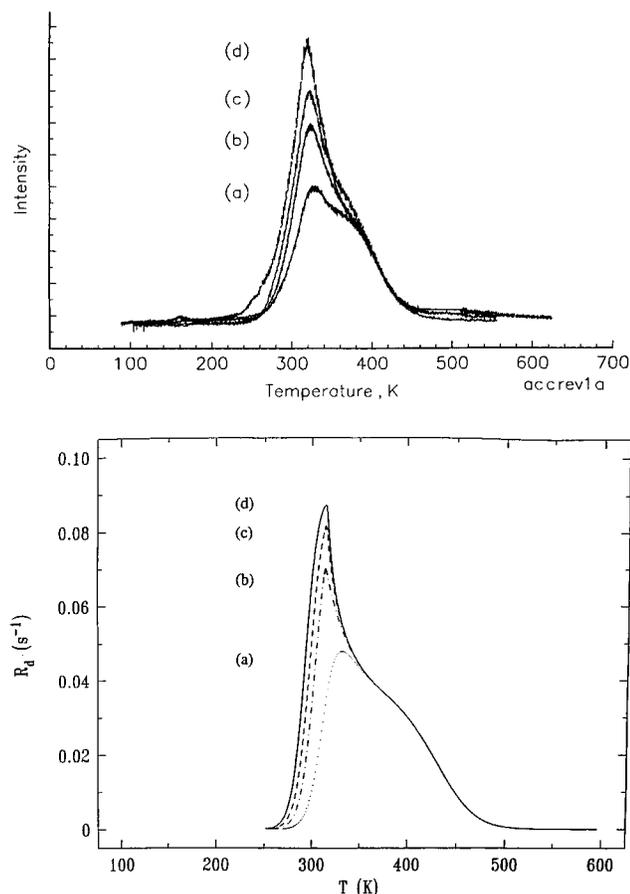 (d)
(c)
(b)
(a)
Intensity
0 100 200 300 400 500 600 700
Temperature , K
accrev1a
0.10
0.08
0.06
0.04
0.02
0
(d)
(c)
(b)
(a)
R_d (s⁻¹)
100 200 300 400 500 600
T (K)